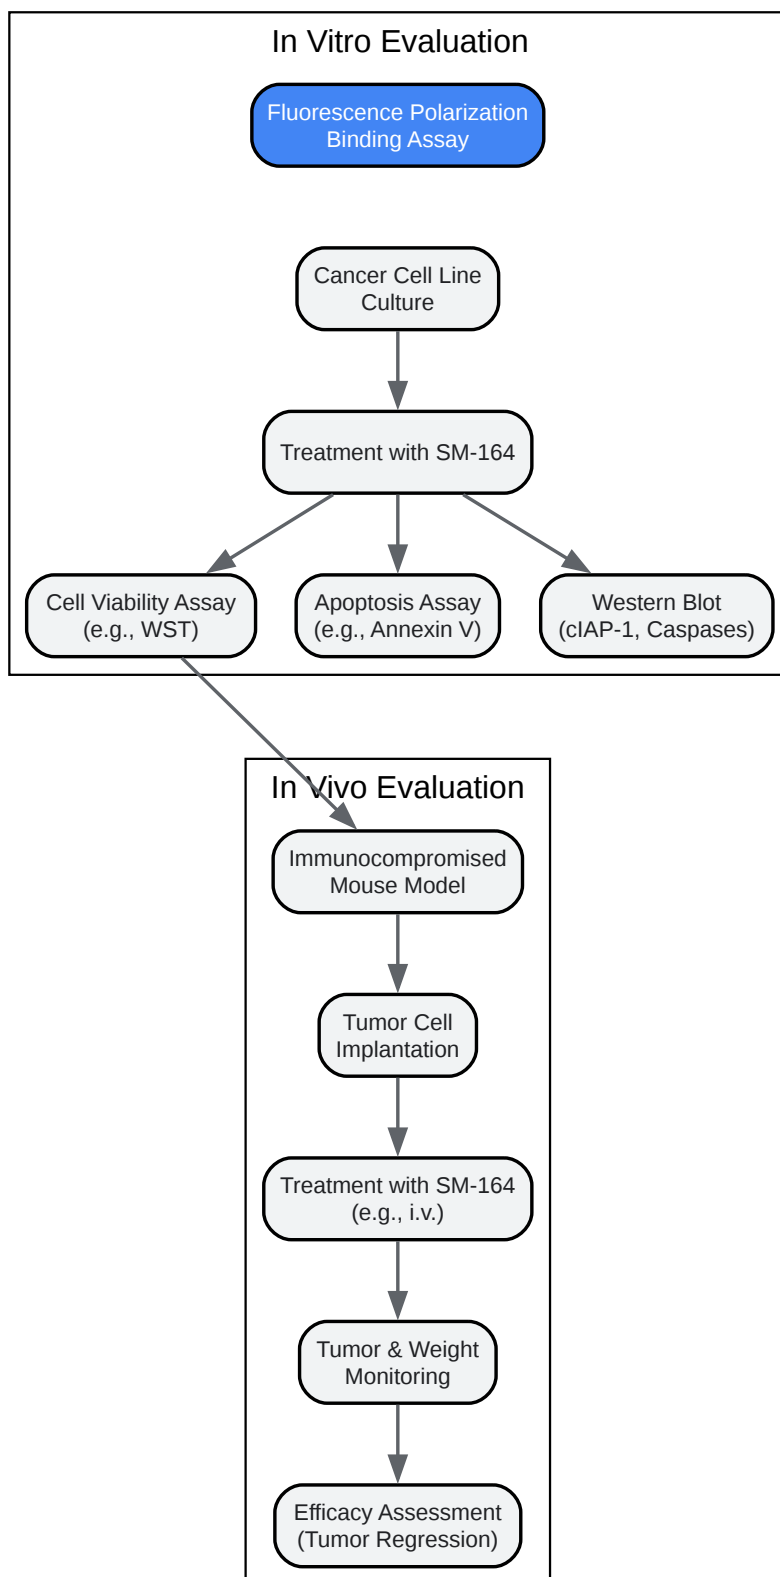 In Vitro Evaluation
Fluorescence Polarization
Binding Assay
Cancer Cell Line
Culture
Treatment with SM-164
Cell Viability Assay
(e.g., WST)
Apoptosis Assay
(e.g., Annexin V)
Western Blot
(cIAP-1, Caspases)
In Vivo Evaluation
Immunocompromised
Mouse Model
Tumor Cell
Implantation
Treatment with SM-164
(e.g., i.v.)
Tumor & Weight
Monitoring
Efficacy Assessment
(Tumor Regression)